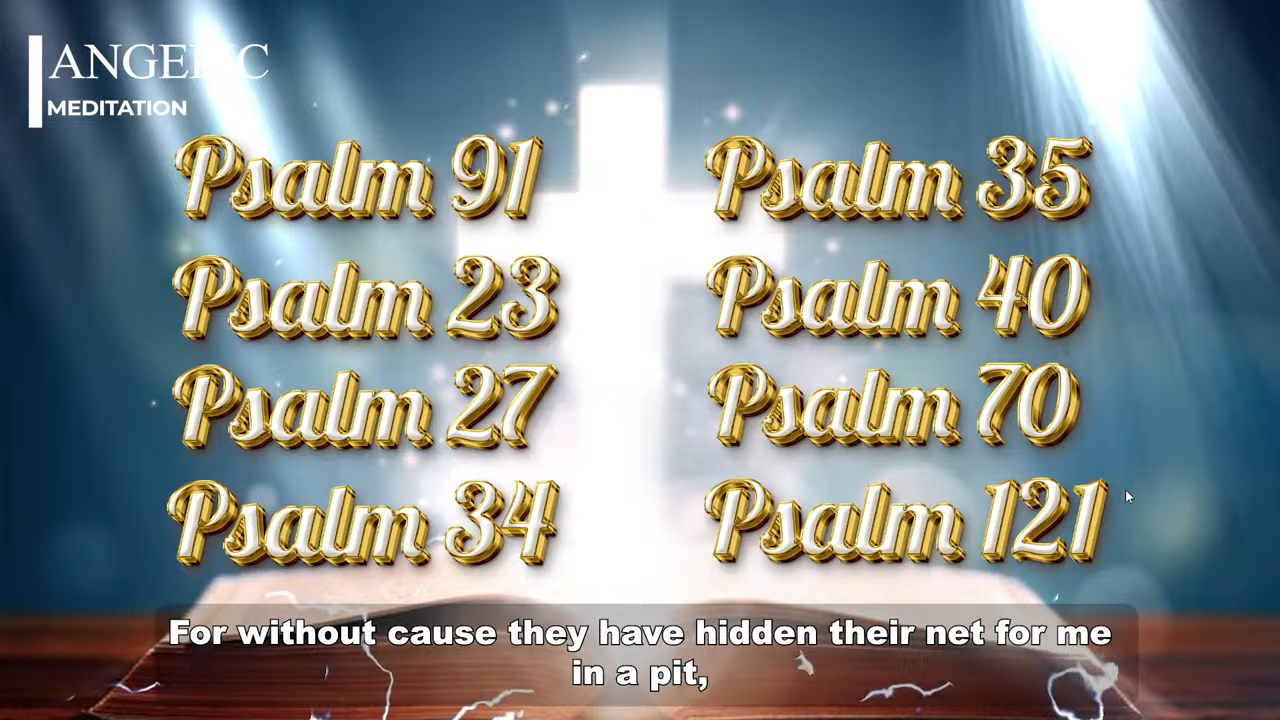 ANGELIC
MEDITATION
Psalm 91
Psalm 23
Psalm 27
Psalm 34
Psalm 35
Psalm 40
Psalm 70
Psalm 121
For without cause they have hidden their net for me
in a pit,